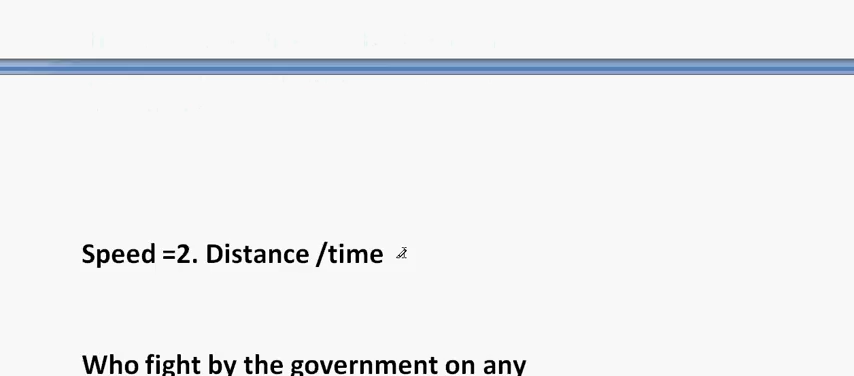 Speed =2. Distance /time
Who fight by the government on any